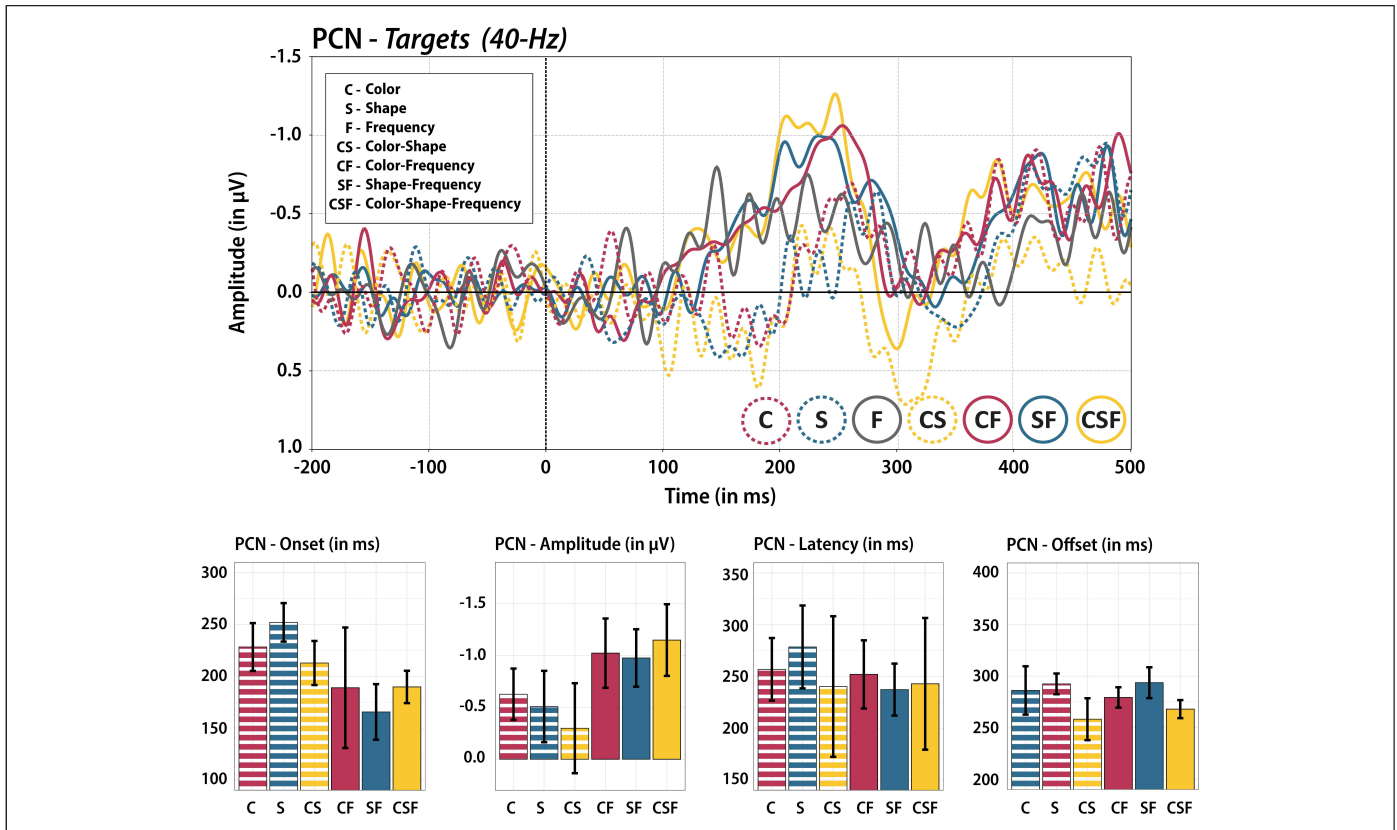 PCN - Targets (40-Hz)
-1.5
-1.0
-0.5
0.0
0.5
1.0
Amplitude (in µV)
C - Color
S - Shape
F - Frequency
CS - Color-Shape
CF - Color-Frequency
SF - Shape-Frequency
CSF - Color-Shape-Frequency
C S F CS CF SF CSF
-200 -100 0 100 200 300 400 500
Time (in ms)
PCN - Onset (in ms)
300
250
200
150
100
C S CS CF SF CSF
PCN - Amplitude (in µV)
-1.5
-1.0
-0.5
0.0
C S CS CF SF CSF
PCN - Latency (in ms)
350
300
250
200
150
C S CS CF SF CSF
PCN - Offset (in ms)
400
350
300
250
200
C S CS CF SF CSF